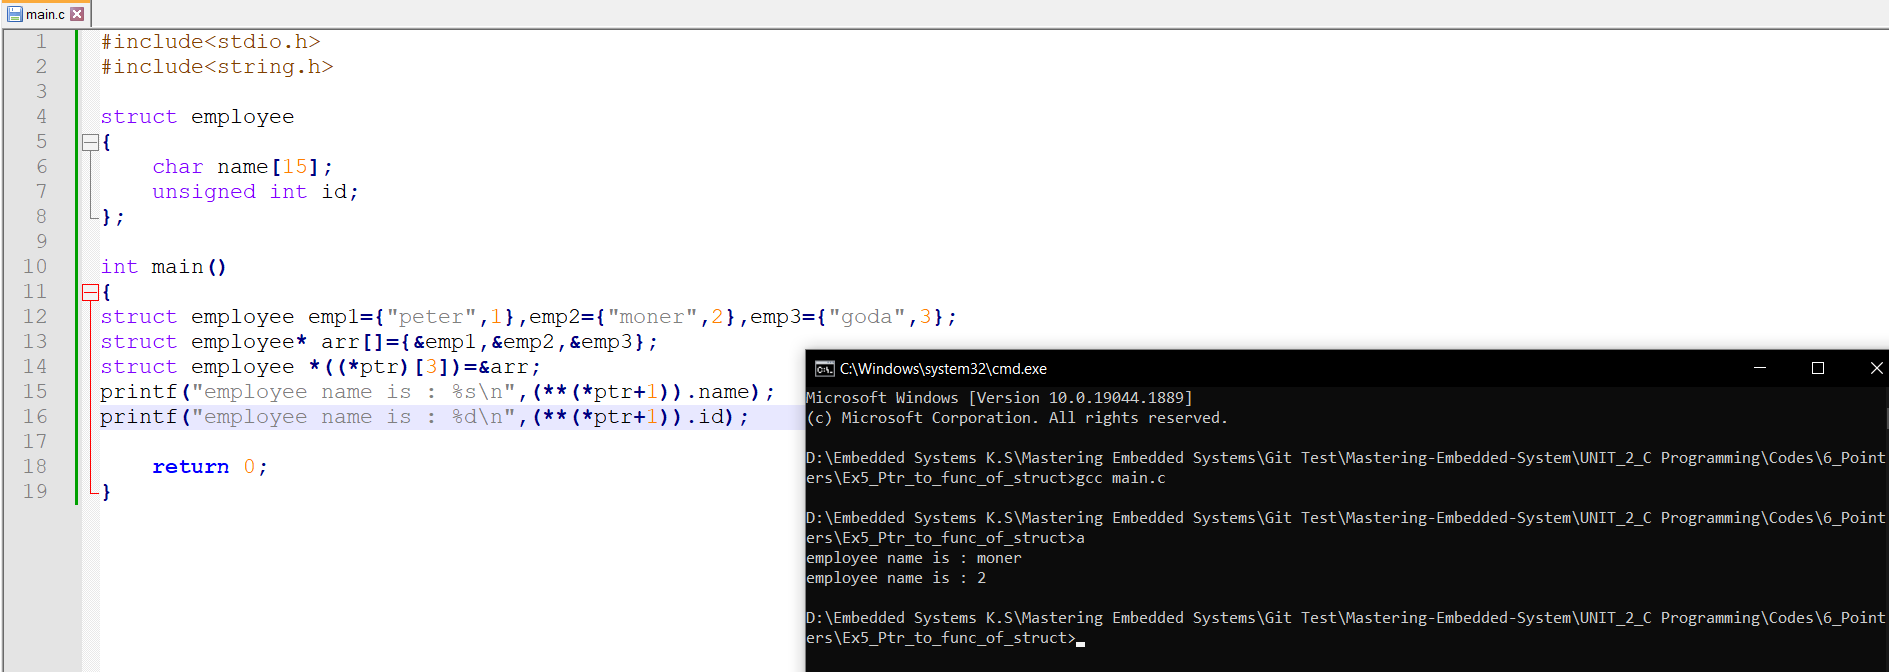 main.c
1 #include<stdio.h>
2 #include<string.h>
3
4 struct employee
5 {
6     char name[15];
7     unsigned int id;
8 };
9
10 int main()
11 {
12 struct employee emp1={"peter",1},emp2={"moner",2},emp3={"goda",3};
13 struct employee* arr[]={&emp1,&emp2,&emp3};
14 struct employee *((*ptr)[3])=&arr;
15 printf("employee name is : %s\n",(**(*ptr+1)).name);
16 printf("employee name is : %d\n",(**(*ptr+1)).id);
17
18     return 0;
19 }
C:\Windows\system32\cmd.exe
Microsoft Windows [Version 10.0.19044.1889]
(c) Microsoft Corporation. All rights reserved.
D:\Embedded Systems K.S\Mastering Embedded Systems\Git Test\Mastering-Embedded-System\UNIT_2_C Programming\Codes\6_Point
ers\Ex5_Ptr_to_func_of_struct>gcc main.c
D:\Embedded Systems K.S\Mastering Embedded Systems\Git Test\Mastering-Embedded-System\UNIT_2_C Programming\Codes\6_Point
ers\Ex5_Ptr_to_func_of_struct>a
employee name is : moner
employee name is : 2
D:\Embedded Systems K.S\Mastering Embedded Systems\Git Test\Mastering-Embedded-System\UNIT_2_C Programming\Codes\6_Point
ers\Ex5_Ptr_to_func_of_struct>